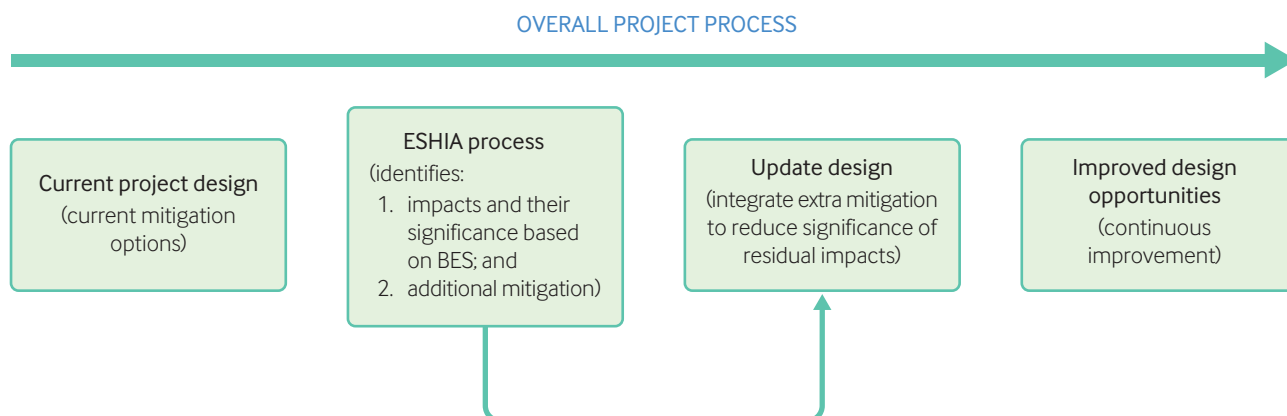 OVERALL PROJECT PROCESS
Current project design
(current mitigation
options)
ESHIA process
(identifies:
1. impacts and their
significance based
on BES; and
2. additional mitigation)
Update design
(integrate extra mitigation
to reduce significance of
residual impacts)
Improved design
opportunities
(continuous
improvement)